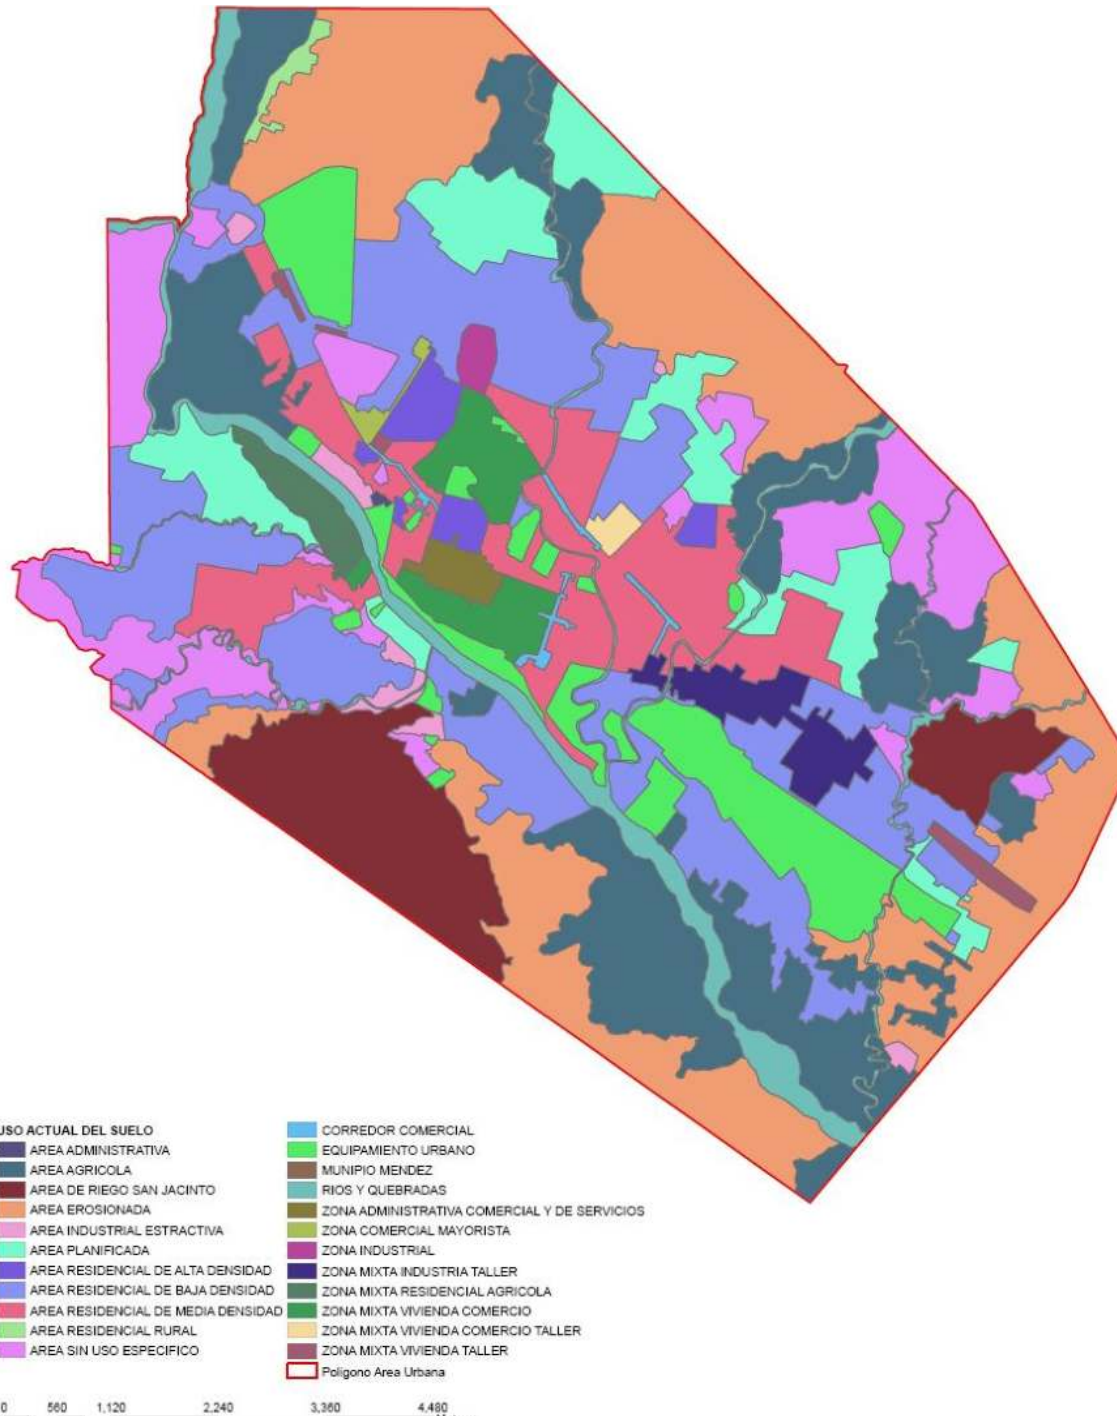 USO ACTUAL DEL SUELO
AREA ADMINISTRATIVA
AREA AGRICOLA
AREA DE RIEGO SAN JACINTO
AREA EROSIONADA
AREA INDUSTRIAL ESTRACTIVA
AREA PLANIFICADA
AREA RESIDENCIAL DE ALTA DENSIDAD
AREA RESIDENCIAL DE BAJA DENSIDAD
AREA RESIDENCIAL DE MEDIA DENSIDAD
AREA RESIDENCIAL RURAL
AREA SIN USO ESPECIFICO
CORREDOR COMERCIAL
EQUIPAMIENTO URBANO
MUNIPIO MENDEZ
RIOS Y QUEBRADAS
ZONA ADMINISTRATIVA COMERCIAL Y DE SERVICIOS
ZONA COMERCIAL MAYORISTA
ZONA INDUSTRIAL
ZONA MIXTA INDUSTRIA TALLER
ZONA MIXTA RESIDENCIAL AGRICOLA
ZONA MIXTA VIVIENDA COMERCIO
ZONA MIXTA VIVIENDA COMERCIO TALLER
ZONA MIXTA VIVIENDA TALLER
Poligono Area Urbana
0 560 1,120 2,240 3,360 4,480